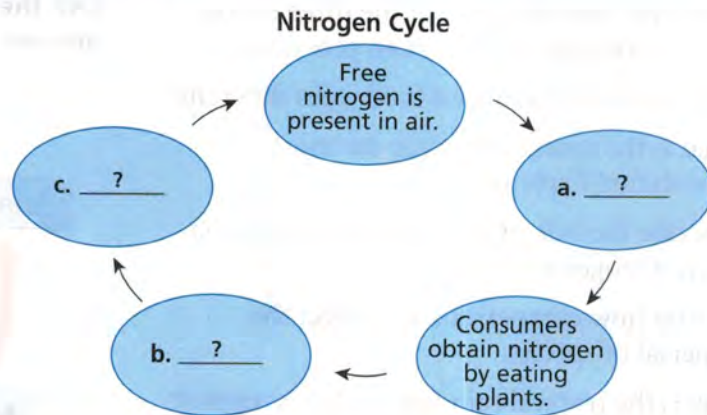 Nitrogen Cycle
Free
nitrogen is
present in air.
a. ?
Consumers
obtain nitrogen
by eating
plants.
b. ?
c. ?